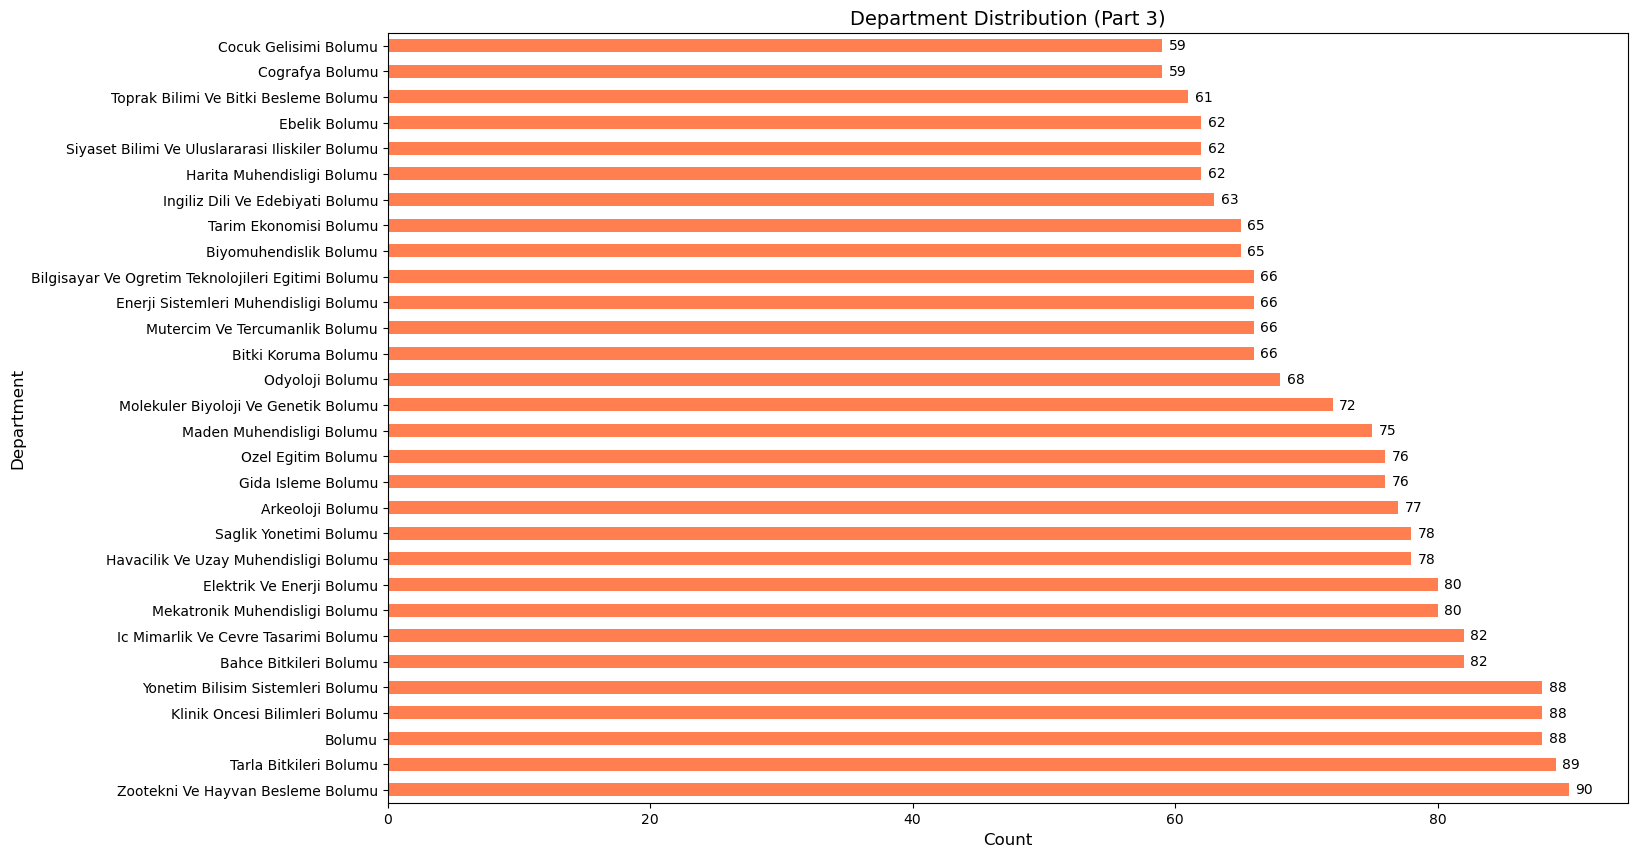 Department Distribution (Part 3)
Cocuk Gelisimi Bolumu 59
Cografya Bolumu 59
Toprak Bilimi Ve Bitki Besleme Bolumu 61
Ebelik Bolumu 62
Siyaset Bilimi Ve Uluslararasi Iliskiler Bolumu 62
Harita Muhendisligi Bolumu 62
Ingiliz Dili Ve Edebiyati Bolumu 63
Tarim Ekonomisi Bolumu 65
Biyomuhendislik Bolumu 65
Bilgisayar Ve Ogretim Teknolojileri Egitimi Bolumu 66
Enerji Sistemleri Muhendisligi Bolumu 66
Mutercim Ve Tercumanlik Bolumu 66
Bitki Koruma Bolumu 66
Odyoloji Bolumu 68
Molekuler Biyoloji Ve Genetik Bolumu 72
Maden Muhendisligi Bolumu 75
Ozel Egitim Bolumu 76
Gida Isleme Bolumu 76
Arkeoloji Bolumu 77
Saglik Yonetimi Bolumu 78
Havacilik Ve Uzay Muhendisligi Bolumu 78
Elektrik Ve Enerji Bolumu 80
Mekatronik Muhendisligi Bolumu 80
Ic Mimarlik Ve Cevre Tasarimi Bolumu 82
Bahce Bitkileri Bolumu 82
Yonetim Bilisim Sistemleri Bolumu 88
Klinik Oncesi Bilimleri Bolumu 88
Bolumu 88
Tarla Bitkileri Bolumu 89
Zootekni Ve Hayvan Besleme Bolumu 90
Department
0 20 40 60 80
Count